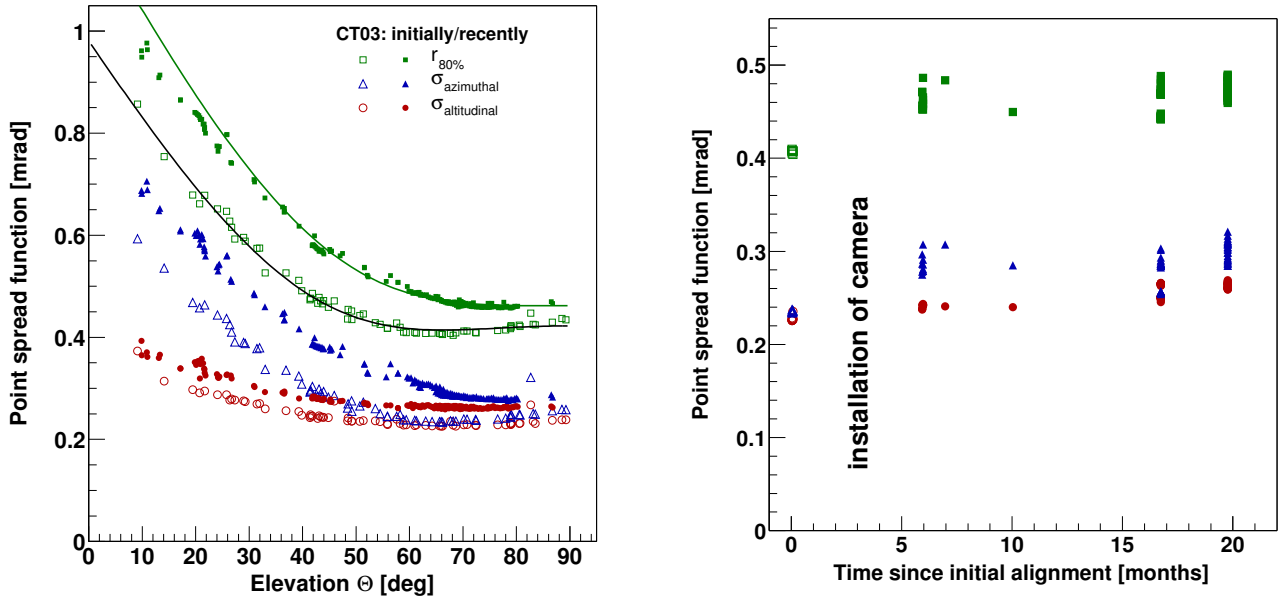 Point spread function [mrad]
1
0.8
0.6
0.4
0.2
0
CT03: initially/recently
r80%
σazimuthal
σaltitudinal
0 10 20 30 40 50 60 70 80 90
Elevation Θ [deg]
Point spread function [mrad]
0.5
0.4
0.3
0.2
0.1
0
installation of camera
0 5 10 15 20
Time since initial alignment [months]